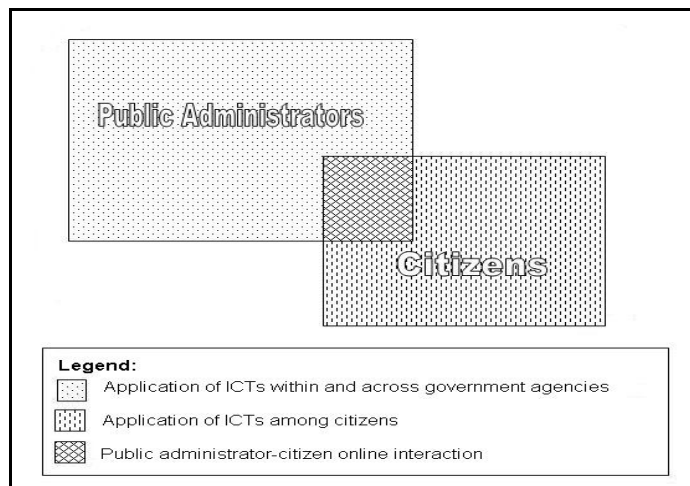 Public Administrators
Citizens
Legend:
Application of ICTs within and across government agencies
Application of ICTs among citizens
Public administrator-citizen online interaction